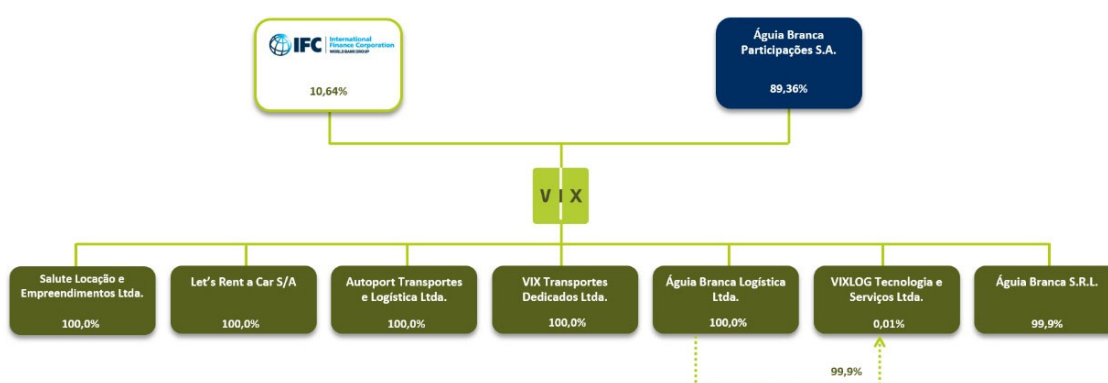 IFC
International
Finance Corporation
WORLD BANK GROUP
10,64%
Águia Branca
Participações S.A.
89,36%
VIX
Salute Locação e
Empreendimentos Ltda.
100,0%
Let's Rent a Car S/A
100,0%
Autoport Transportes
e Logística Ltda.
100,0%
VIX Transportes
Dedicados Ltda.
100,0%
Águia Branca Logística
Ltda.
100,0%
VIXLOG Tecnologia e
Serviços Ltda.
0,01%
Águia Branca S.R.L.
99,9%
99,9%